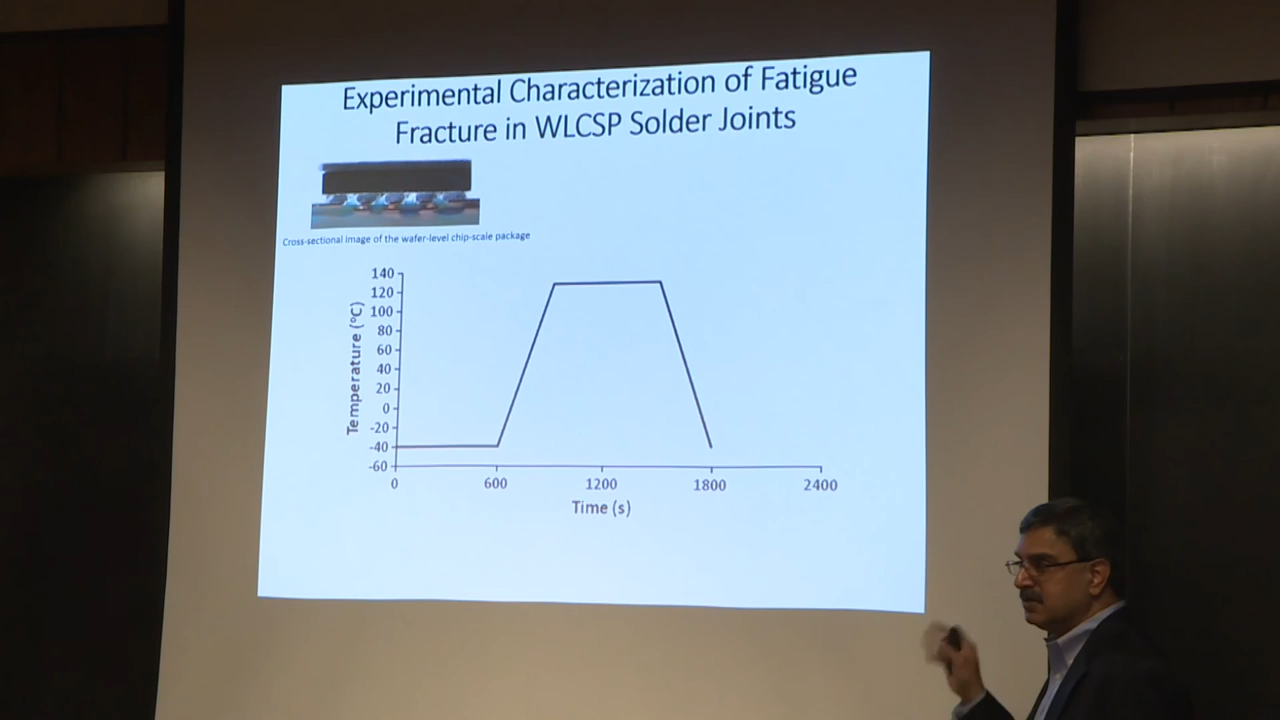 Experimental Characterization of Fatigue
Fracture in WLCSP Solder Joints
Cross-sectional image of the wafer-level chip-scale package
Temperature (°C)
140
120
100
80
60
40
20
0
-20
-40
-60
0 600 1200 1800 2400
Time (s)